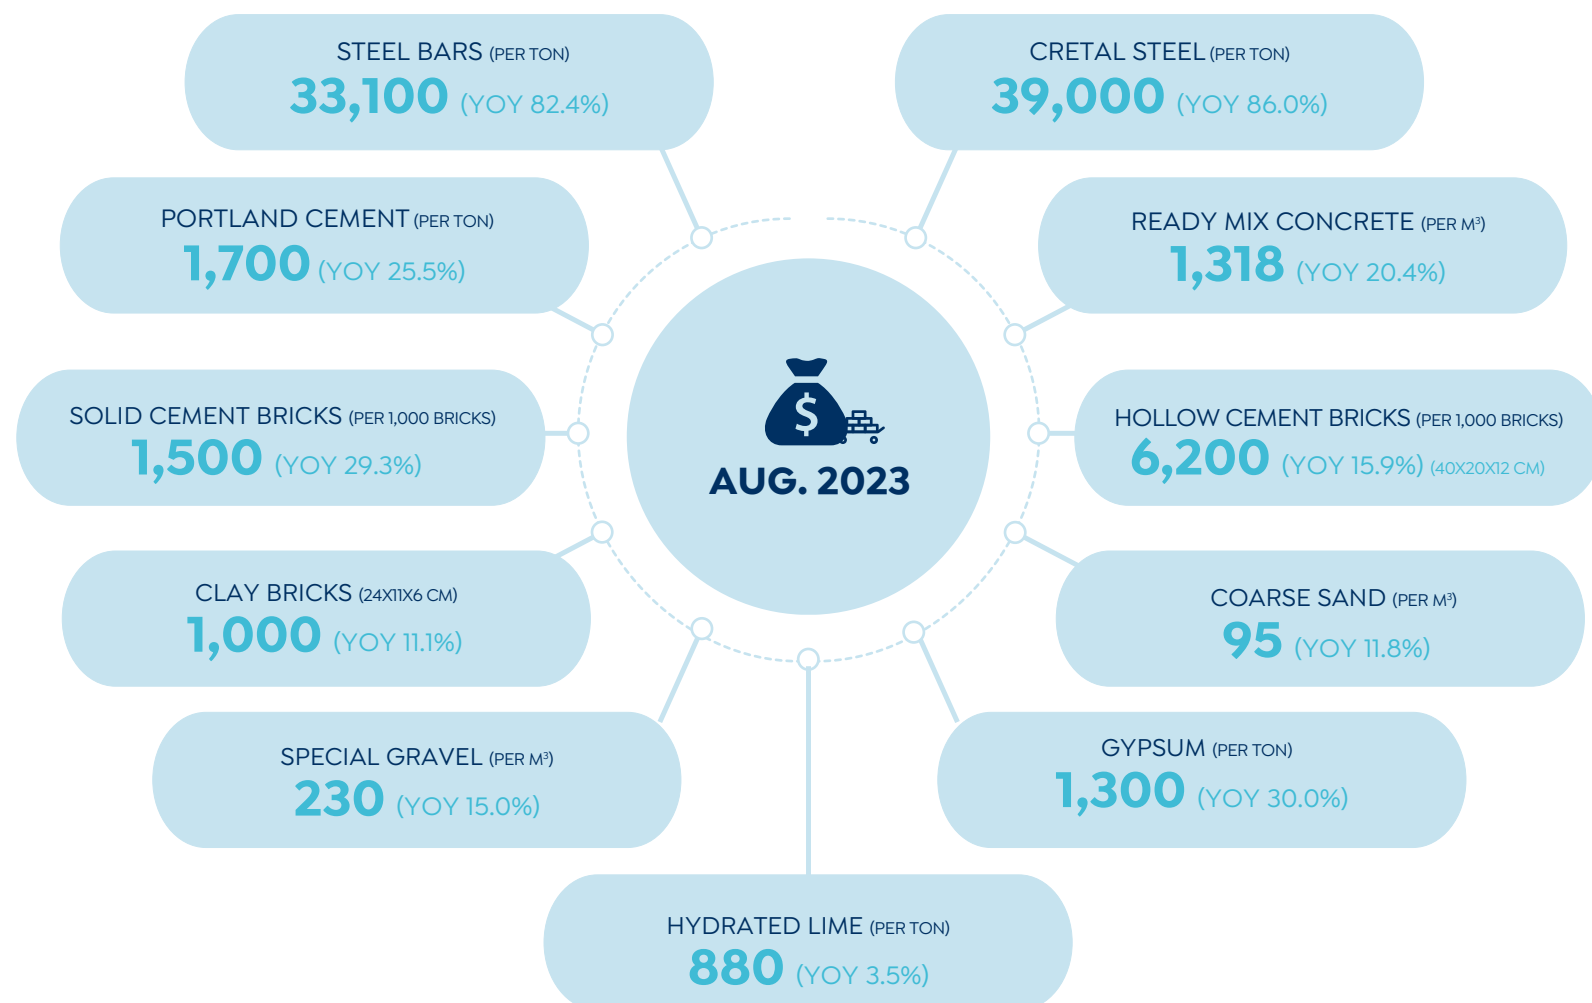 STEEL BARS (PER TON)
33,100 (YOY 82.4%)
CRETAL STEEL (PER TON)
39,000 (YOY 86.0%)
PORTLAND CEMENT (PER TON)
1,700 (YOY 25.5%)
READY MIX CONCRETE (PER M³)
1,318 (YOY 20.4%)
SOLID CEMENT BRICKS (PER 1,000 BRICKS)
1,500 (YOY 29.3%)
$
AUG. 2023
HOLLOW CEMENT BRICKS (PER 1,000 BRICKS)
6,200 (YOY 15.9%) (40X20X12 CM)
CLAY BRICKS (24X11X6 CM)
1,000 (YOY 11.1%)
COARSE SAND (PER M³)
95 (YOY 11.8%)
SPECIAL GRAVEL (PER M³)
230 (YOY 15.0%)
GYPSUM (PER TON)
1,300 (YOY 30.0%)
HYDRATED LIME (PER TON)
880 (YOY 3.5%)